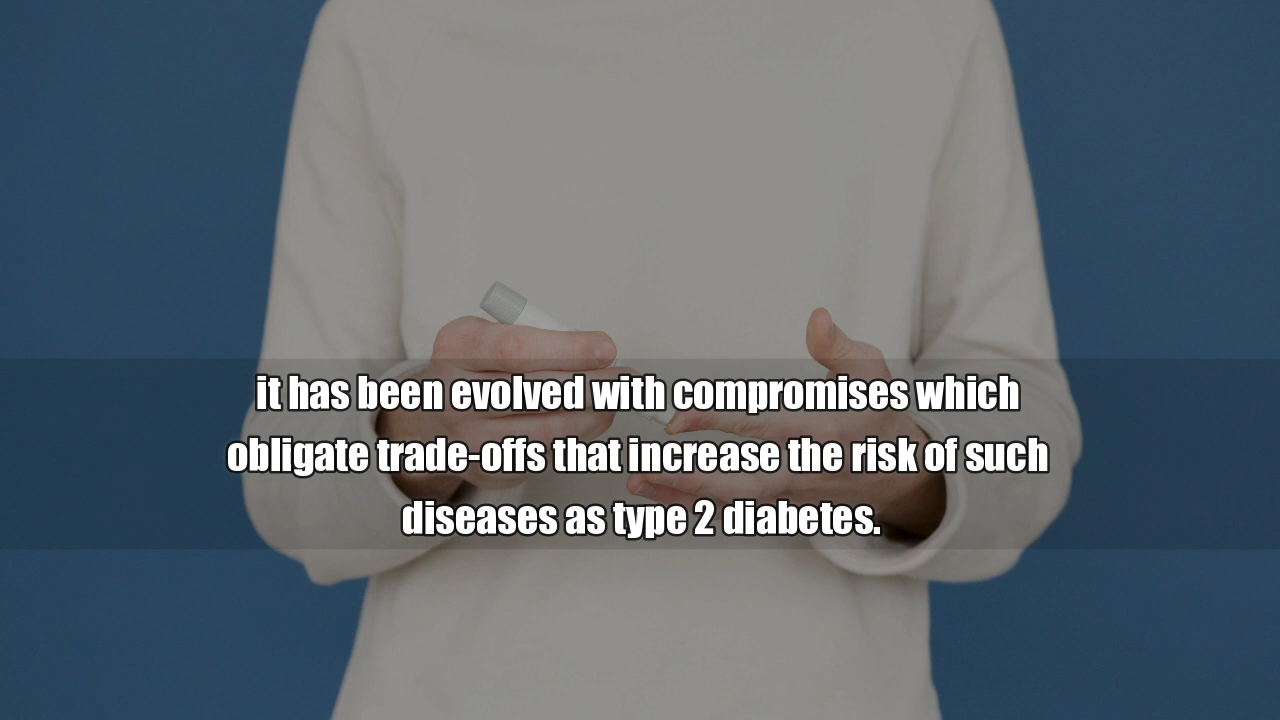 it has been evolved with compromises which
obligate trade-offs that increase the risk of such
diseases as type 2 diabetes.